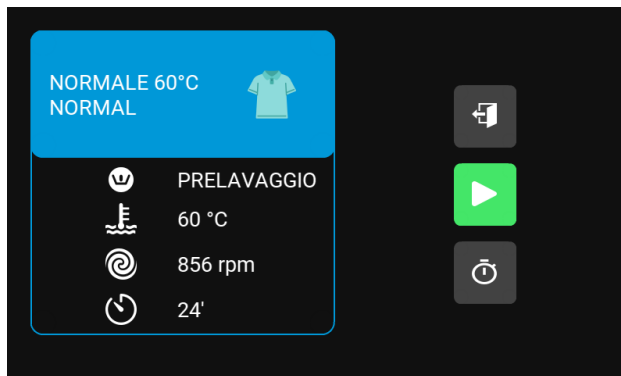 NORMALE 60°C
NORMAL
PRELAVAGGIO
60 °C
856 rpm
24'